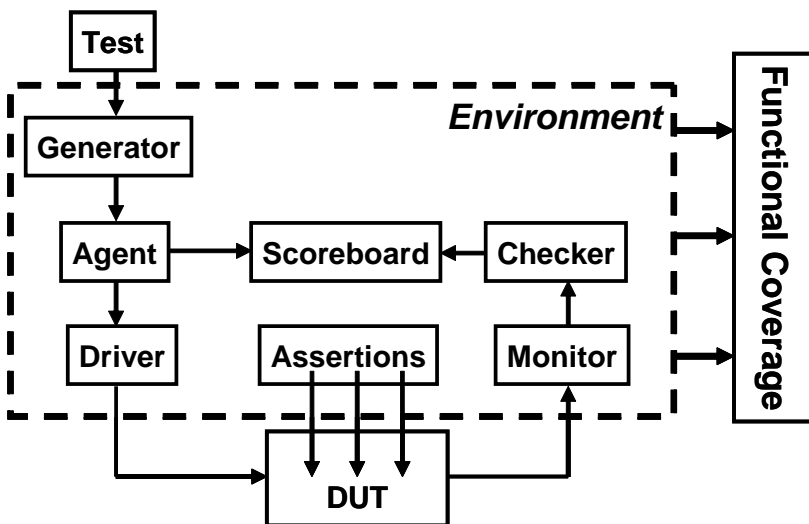 Test
Environment
Generator
Agent
Scoreboard
Checker
Driver
Assertions
Monitor
DUT
Functional Coverage